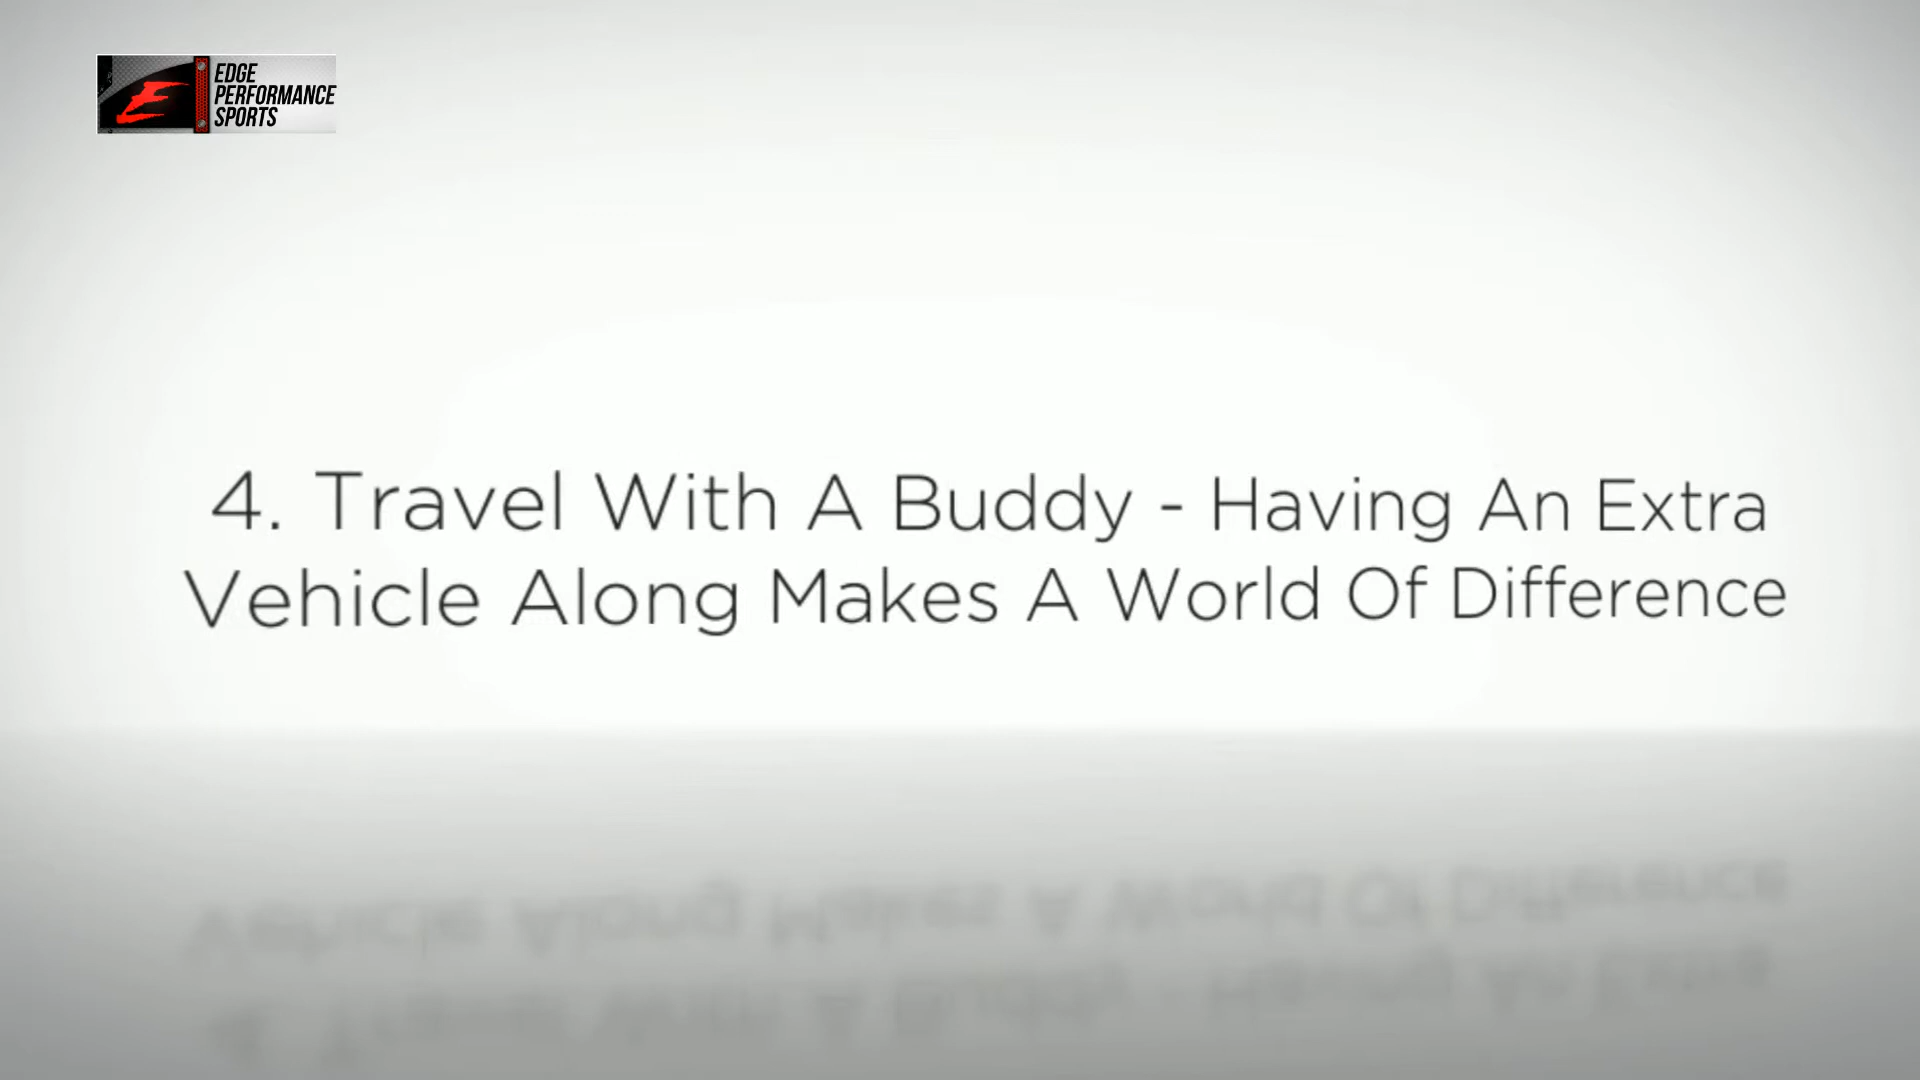 EDGE
PERFORMANCE
SPORTS
4. Travel With A Buddy - Having An Extra
Vehicle Along Makes A World Of Difference